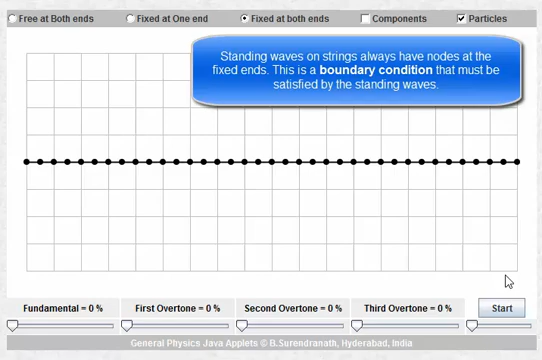 Free at Both ends Fixed at One end Fixed at both ends Components Particles
Standing waves on strings always have nodes at the
fixed ends. This is a boundary condition that must be
satisfied by the standing waves.
Fundamental = 0 % First Overtone = 0 % Second Overtone = 0 % Third Overtone = 0 % Start
General Physics Java Applets © B.Surendranath, Hyderabad, India